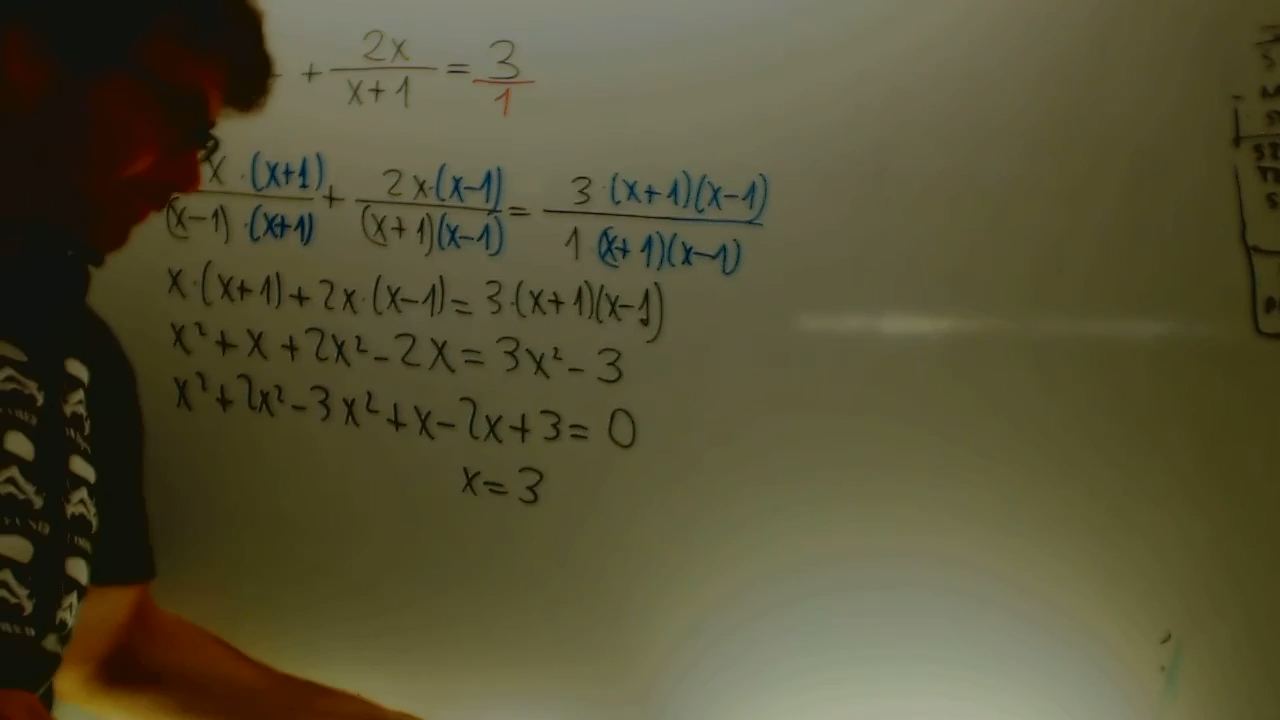 + 2x/x+1 = 3/1
x·(x+1)/(x-1)·(x+1) + 2x·(x-1)/(x+1)(x-1) = 3·(x+1)(x-1)/1(x+1)(x-1)
x·(x+1)+2x·(x-1)=3·(x+1)(x-1)
x²+x+2x²-2x=3x²-3
x²+2x²-3x²+x-2x+3=0
x=3